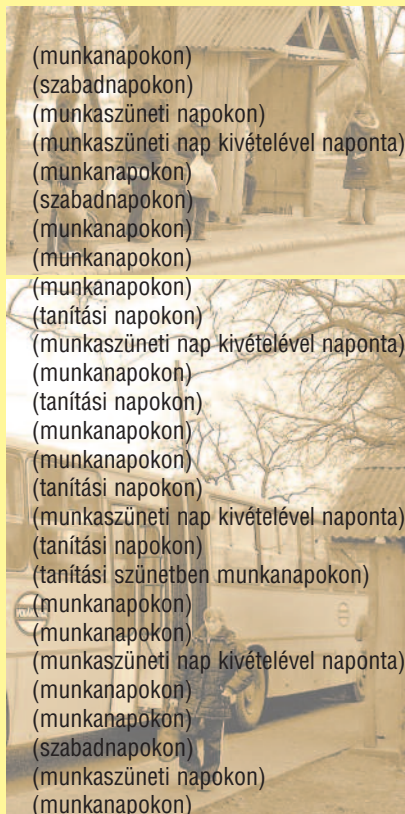 (munkanapokon)
(szabadnapokon)
(munkaszüneti napokon)
(munkaszüneti nap kivételével naponta)
(munkanapokon)
(szabadnapokon)
(munkanapokon)
(munkanapokon)
(munkanapokon)
(tanítási napokon)
(munkaszüneti nap kivételével naponta)
(munkanapokon)
(tanítási napokon)
(munkanapokon)
(munkanapokon)
(tanítási napokon)
(munkaszüneti nap kivételével naponta)
(tanítási napokon)
(tanítási szünetben munkanapokon)
(munkanapokon)
(munkanapokon)
(munkaszüneti nap kivételével naponta)
(munkanapokon)
(munkanapokon)
(szabadnapokon)
(munkaszüneti napokon)
(munkanapokon)